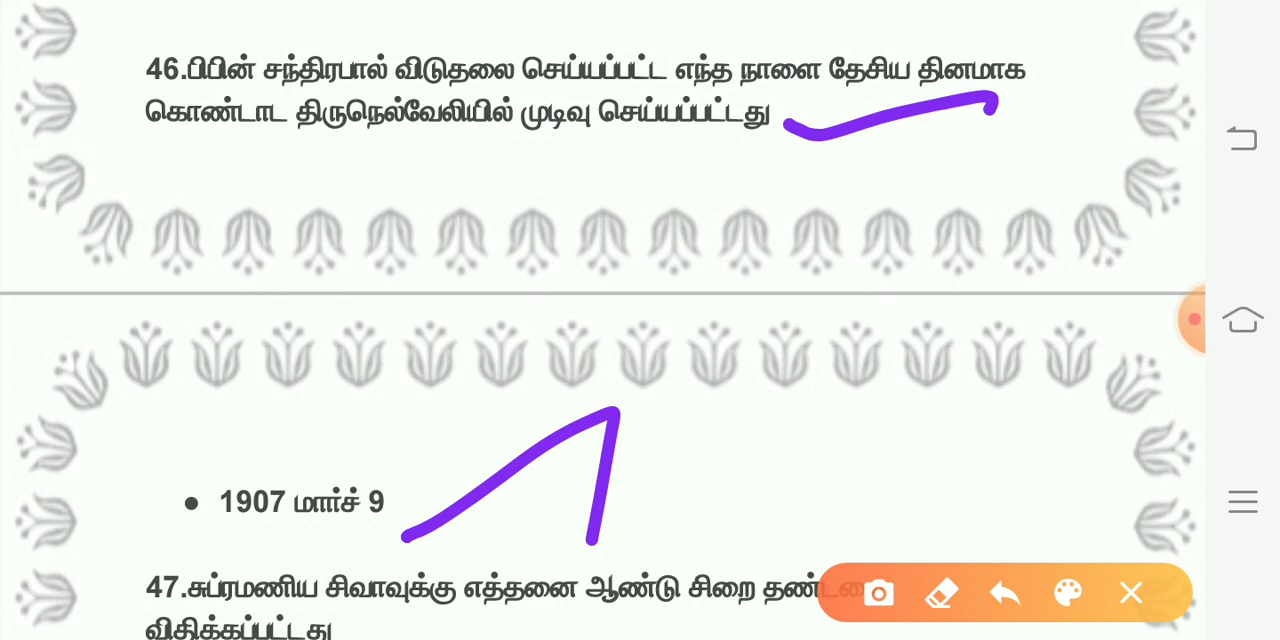 46.பிபின் சந்திரபால் விடுதலை செய்யப்பட்ட எந்த நாளை தேசிய தினமாக
கொண்டாட திருநெல்வேலியில் முடிவு செய்யப்பட்டது
● 1907 மார்ச் 9
47.சுப்ரமணிய சிவாவுக்கு எத்தனை ஆண்டு சிறை
விதிக்கப்பட்டது